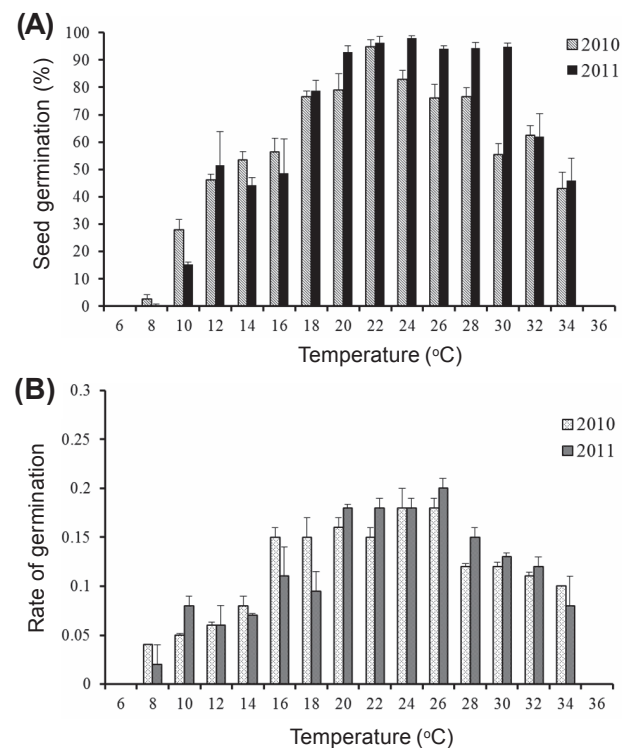 (A)
Seed germination (%)
100
90
80
70
60
50
40
30
20
10
0
2010
2011
6 8 10 12 14 16 18 20 22 24 26 28 30 32 34 36
Temperature (°C)
(B)
Rate of germination
0.3
0.25
0.2
0.15
0.1
0.05
0
2010
2011
6 8 10 12 14 16 18 20 22 24 26 28 30 32 34 36
Temperature (°C)